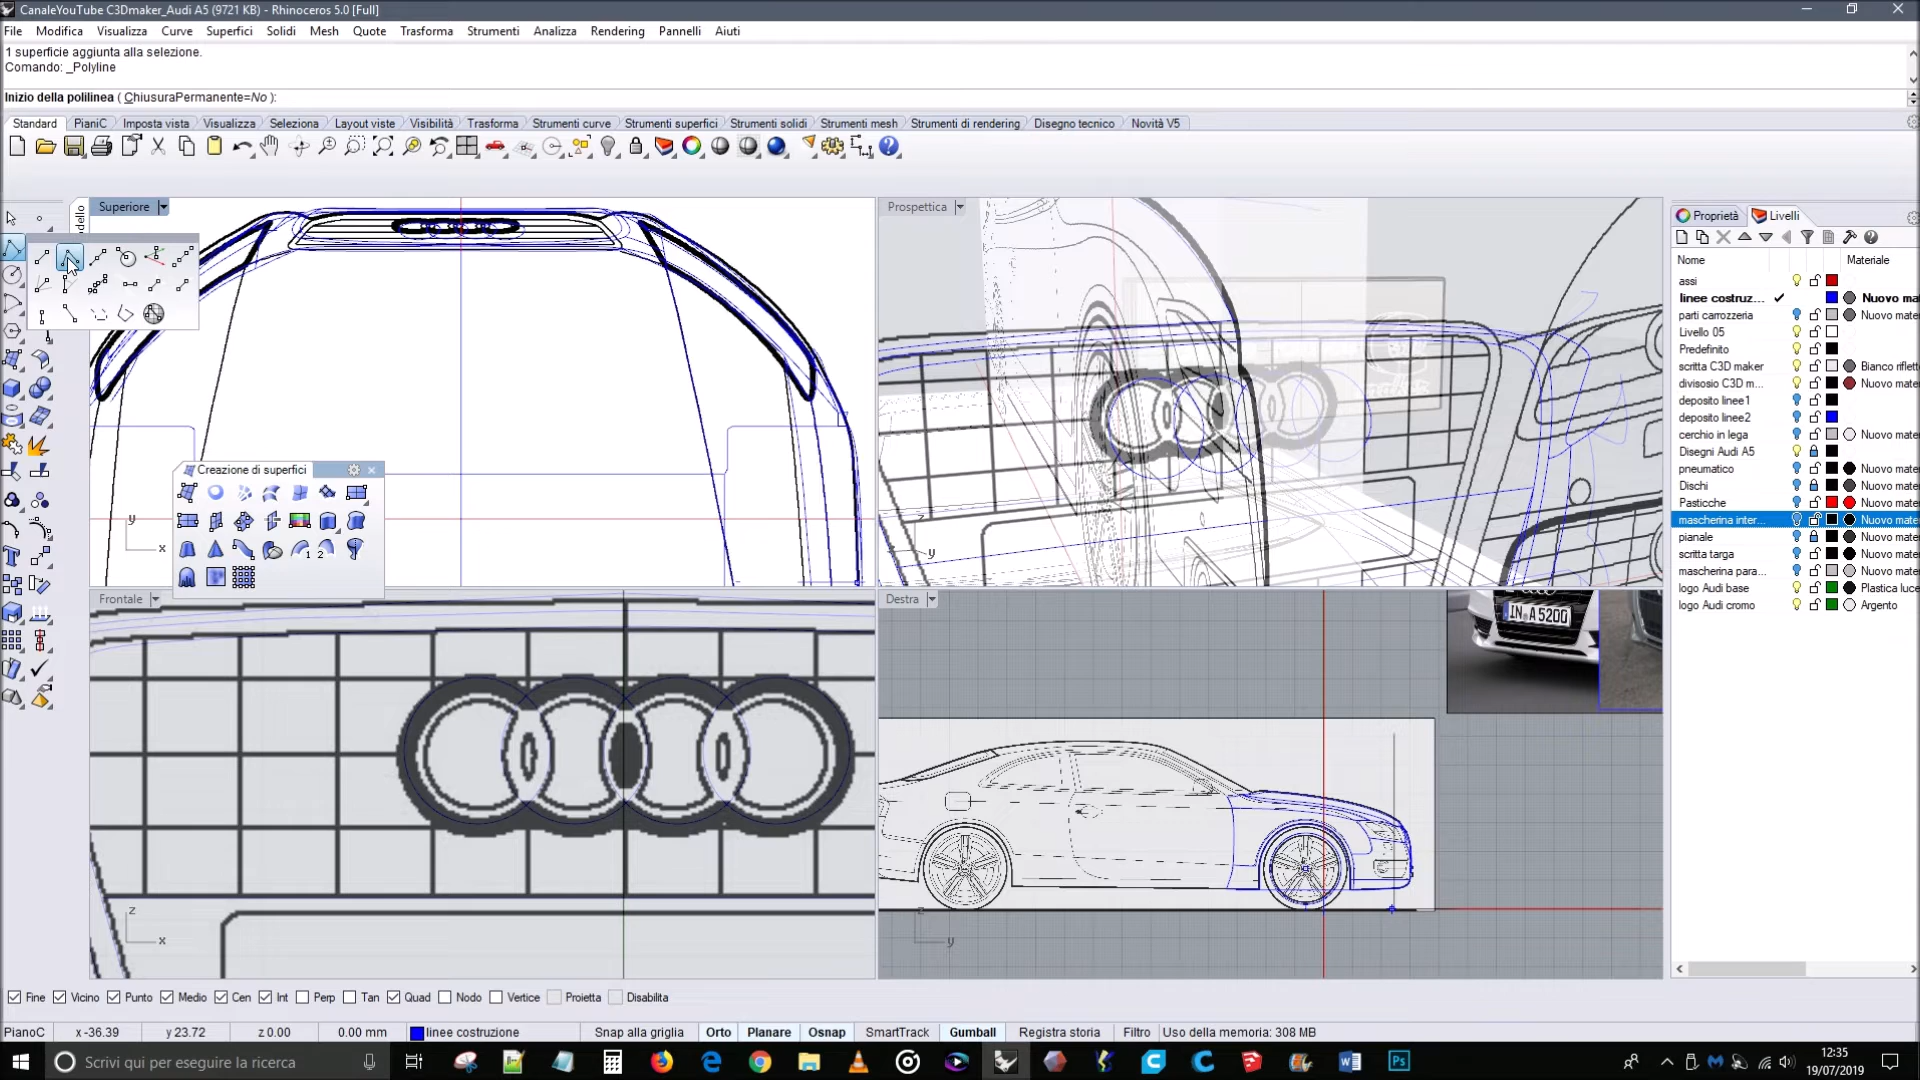 CanaleYouTube C3Dmaker_Audi A5 (9721 KB) - Rhinoceros 5.0 [Full]
File Modifica Visualizza Curve Superfici Solidi Mesh Quote Trasforma Strumenti Analizza Rendering Pannelli Aiuti
1 superficie aggiunta alla selezione.
Comando: _Polyline
Inizio della polilinea ( ChiusuraPermanente=No ):
Standard PianiC Imposta vista Visualizza Seleziona Layout viste Visibilità Trasforma Strumenti curve Strumenti superfici Strumenti solidi Strumenti mesh Strumenti di rendering Disegno tecnico Novità V5
Superiore
Prospettica
Proprietà Livelli
Nome Materiale
assi
linee costruz... Nuovo ma
parti carrozzeria Nuovo mate
Livello 05
Predefinito
scritta C3D maker Bianco riflett
divisosio C3D m... Nuovo mate
deposito linee1
deposito linee2
cerchio in lega Nuovo mate
Disegni Audi A5
pneumatico Nuovo mate
Dischi Nuovo mate
Pasticche Nuovo mate
mascherina inter... Nuovo mate
pianale Nuovo mate
scritta targa Nuovo mate
mascherina para... Nuovo mate
logo Audi base Plastica luce
logo Audi cromo Argento
y
x
Creazione di superfici
1 2
y
Frontale
Destra
IN A 5200
z
x
y
Fine Vicino Punto Medio Cen Int Perp Tan Quad Nodo Vertice Proietta Disabilita
PianoC x -36.39 y 23.72 z 0.00 0.00 mm linee costruzione Snap alla griglia Orto Planare Osnap SmartTrack Gumball Registra storia Filtro Uso della memoria: 308 MB
Scrivi qui per eseguire la ricerca
12:35
19/07/2019